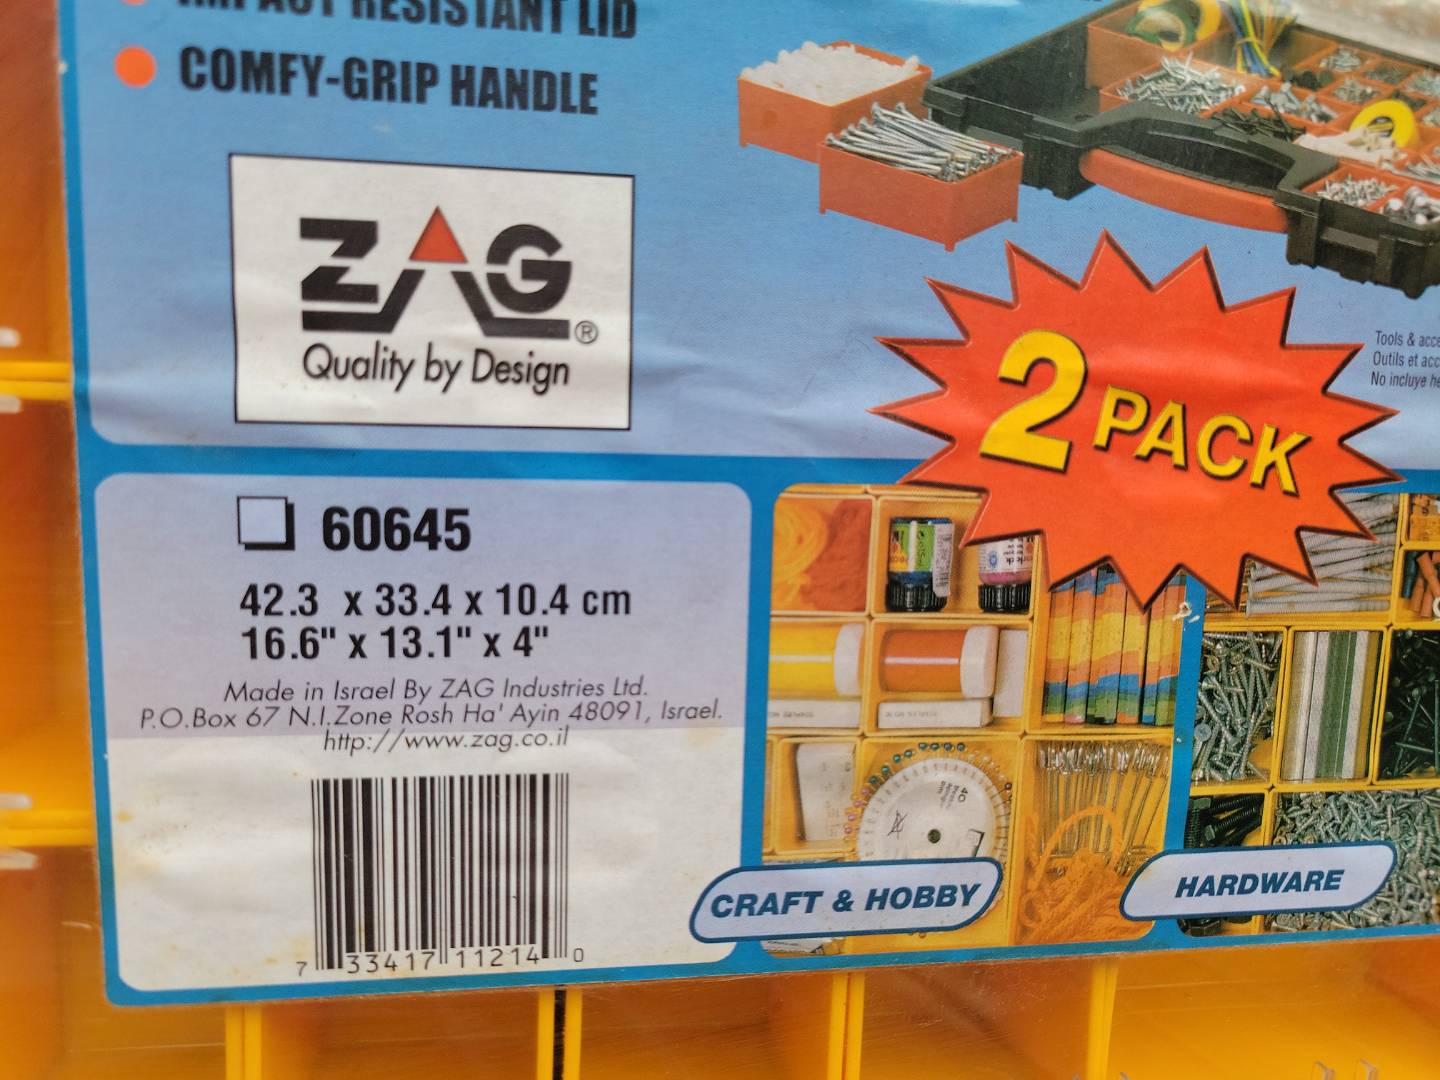 IMPACT RESISTANT LID
COMFY-GRIP HANDLE
ZAG®
Quality by Design
2 PACK
Tools & acce
Outils et acc
No incluye he
60645
42.3 x 33.4 x 10.4 cm
16.6" x 13.1" x 4"
Made in Israel By ZAG Industries Ltd.
P.O.Box 67 N.I.Zone Rosh Ha' Ayin 48091, Israel.
http://www.zag.co.il
7 33417 11214 0
CRAFT & HOBBY
HARDWARE